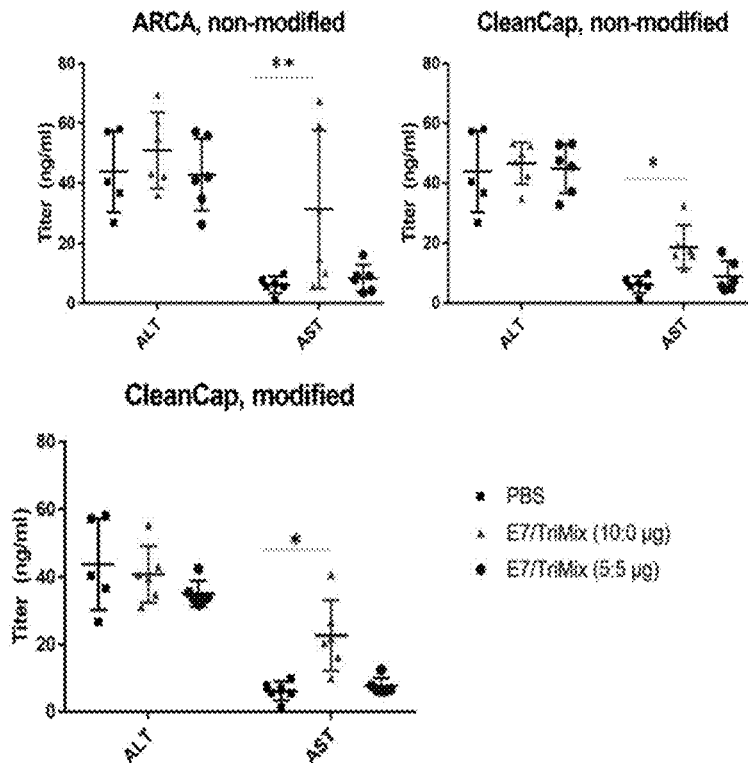 ARCA, non-modified
CleanCap, non-modified
80
60
40
20
0
Titer (ng/ml)
**
ALT
AST
80
60
40
20
0
Titer (ng/ml)
*
ALT
AST
CleanCap, modified
80
60
40
20
0
Titer (ng/ml)
*
ALT
AST
PBS
E7/TriMix (10:0 µg)
E7/TriMix (5:5 µg)